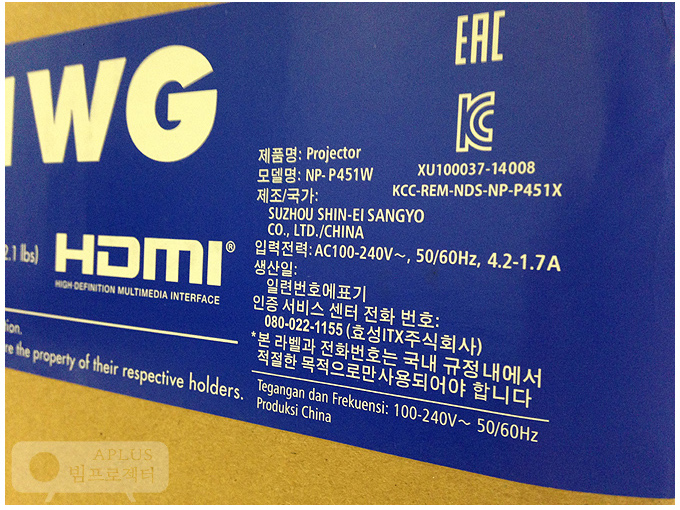 WG
EAC
제품명: Projector
모델명: NP- P451W
XU100037-14008
KCC-REM-NDS-NP-P451X
제조/국가:
SUZHOU SHIN-EI SANGYO
CO., LTD./CHINA
입력전력: AC100-240V~, 50/60Hz, 4.2-1.7A
생산일:
일련번호에표기
인증 서비스 센터 전화 번호:
080-022-1155 (효성ITX주식회사)
*본 라벨과 전화번호는 국내 규정내에서
적절한 목적으로만사용되어야 합니다
Tegangan dan Frekuensi: 100-240V~ 50/60Hz
Produksi China
2.1 lbs)
HDMI®
HIGH-DEFINITION MULTIMEDIA INTERFACE
the property of their respective holders.
APLUS
빔프로젝터